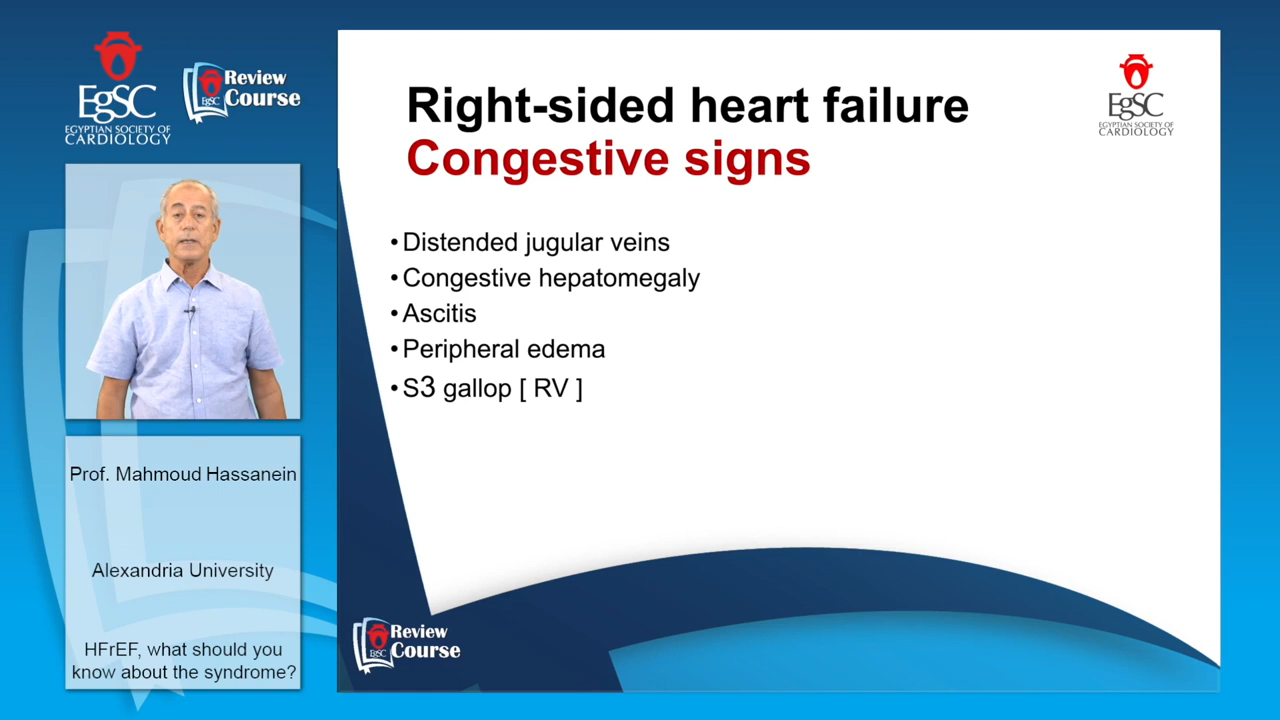 EgSC
EGYPTIAN SOCIETY OF
CARDIOLOGY
Review
Course
EgSC
Prof. Mahmoud Hassanein
Alexandria University
HFrEF, what should you
know about the syndrome?
Right-sided heart failure
Congestive signs
EgSC
EGYPTIAN SOCIETY OF
CARDIOLOGY
• Distended jugular veins
• Congestive hepatomegaly
• Ascitis
• Peripheral edema
• S3 gallop [ RV ]
Review
Course
EgSC